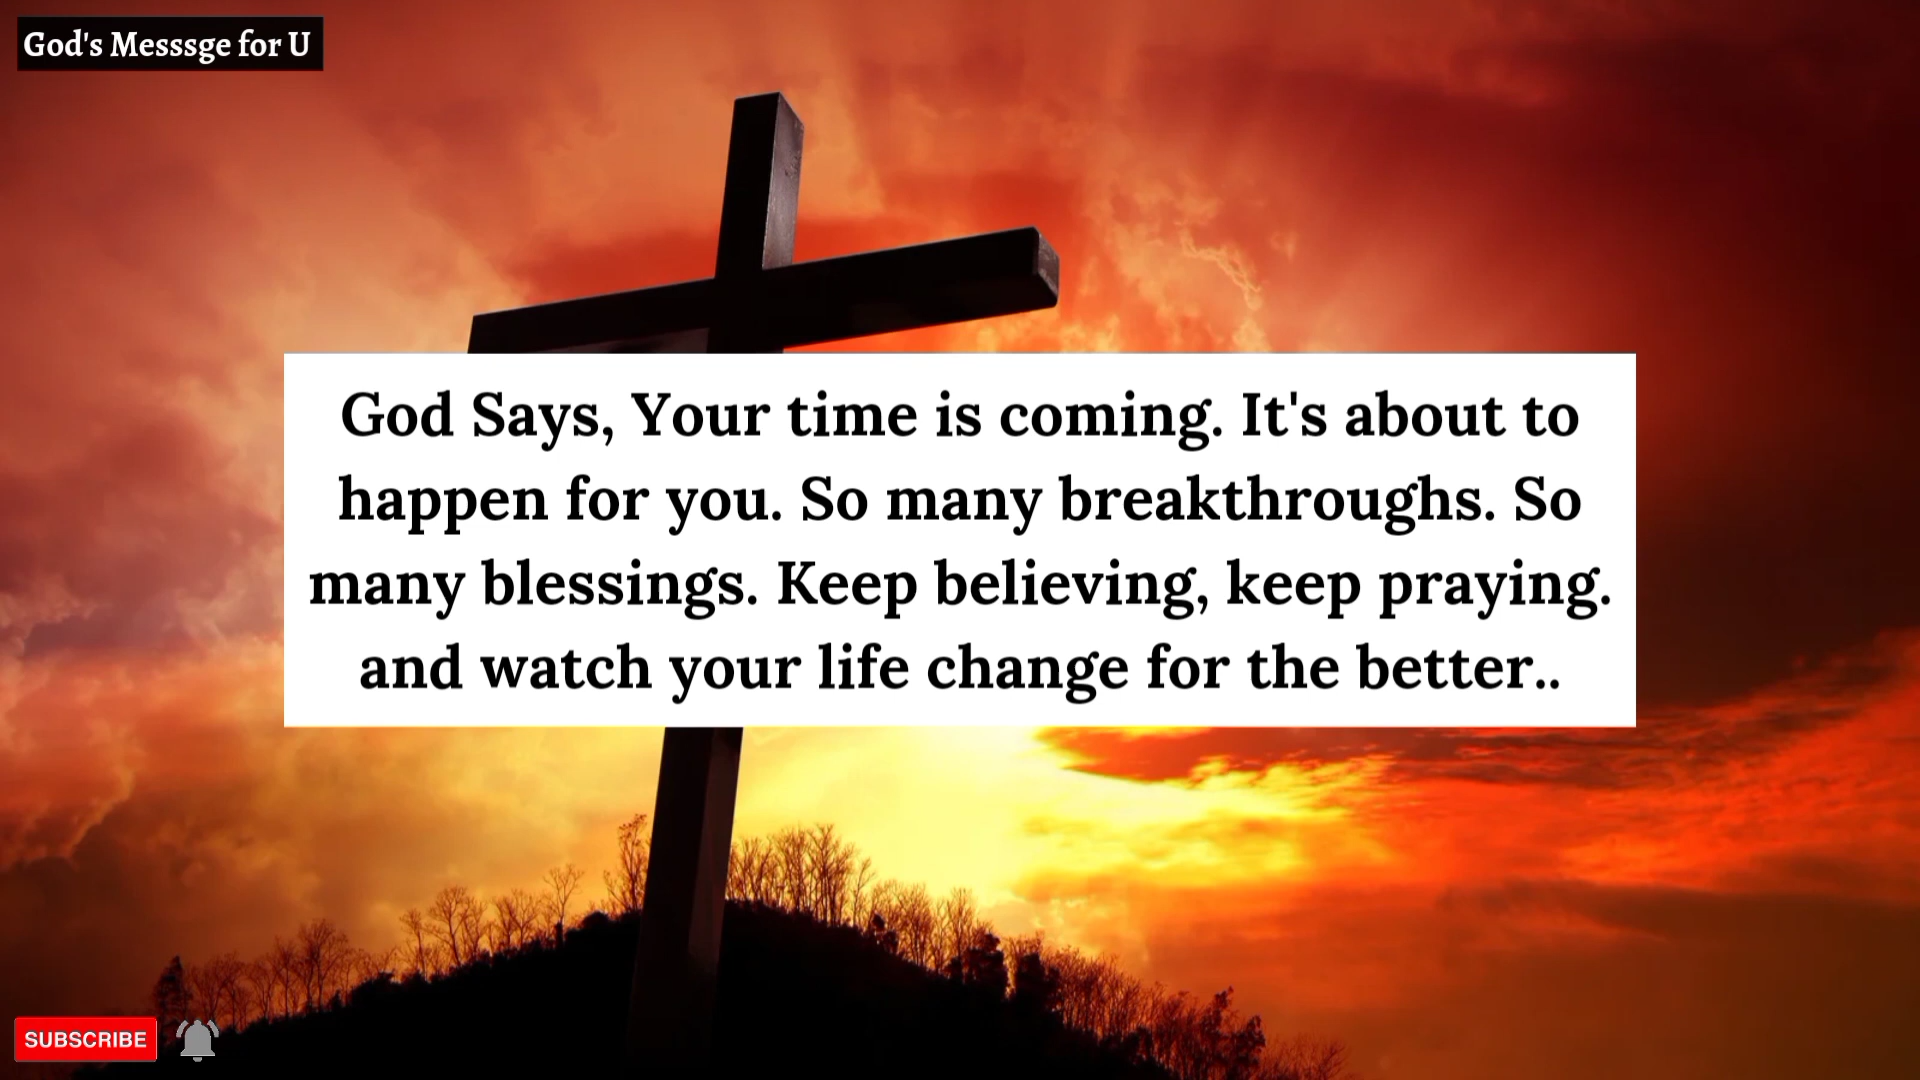 God's Messsge for U
God Says, Your time is coming. It's about to
happen for you. So many breakthroughs. So
many blessings. Keep believing, keep praying.
and watch your life change for the better..
SUBSCRIBE